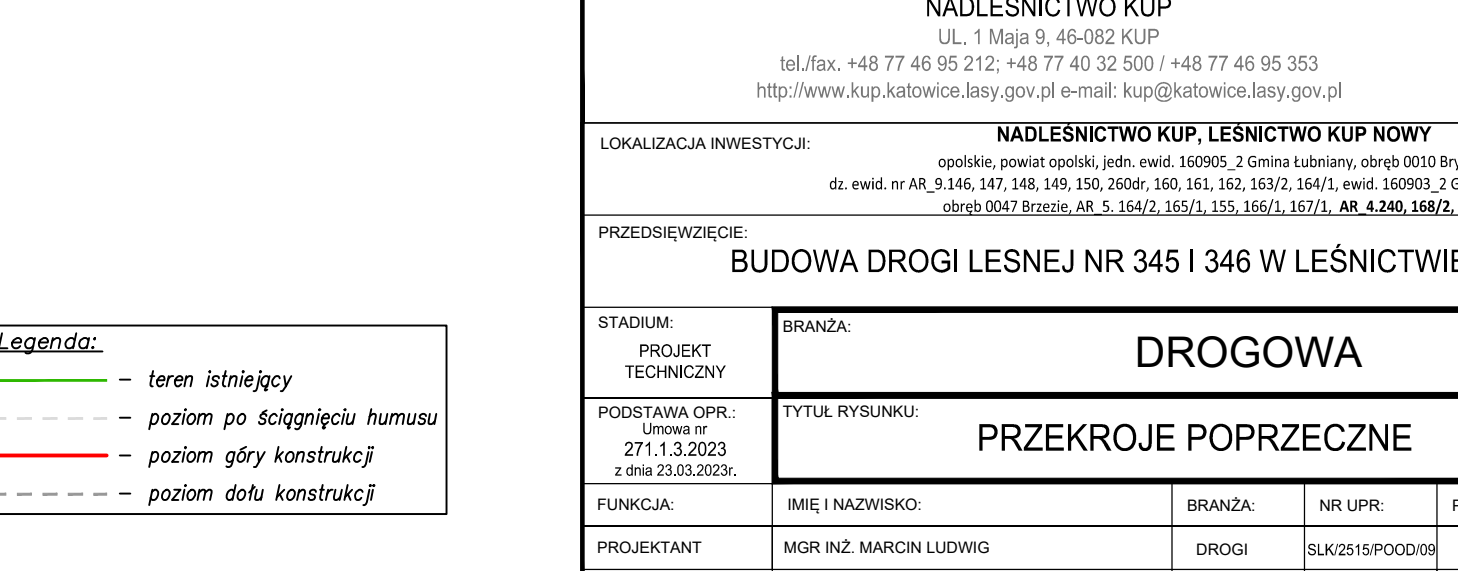 NADLEŚNICTWO KUP
UL. 1 Maja 9, 46-082 KUP
tel./fax. +48 77 46 95 212; +48 77 40 32 500 / +48 77 46 95 353
http://www.kup.katowice.lasy.gov.pl e-mail: kup@katowice.lasy.gov.pl
LOKALIZACJA INWESTYCJI:
NADLEŚNICTWO KUP, LEŚNICTWO KUP NOWY
opolskie, powiat opolski, jedn. ewid. 160905_2 Gmina Łubniany, obręb 0010 Bry
dz. ewid. nr AR_9.146, 147, 148, 149, 150, 260dr, 160, 161, 162, 163/2, 164/1, ewid. 160903_2 G
obręb 0047 Brzezie, AR_5. 164/2, 165/1, 155, 166/1, 167/1, AR_4.240, 168/2,
PRZEDSIĘWZIĘCIE:
BUDOWA DROGI LESNEJ NR 345 I 346 W LEŚNICTWIE
STADIUM:
PROJEKT
TECHNICZNY
BRANŻA:
DROGOWA
PODSTAWA OPR.:
Umowa nr
271.1.3.2023
z dnia 23.03.2023r.
TYTUŁ RYSUNKU:
PRZEKROJE POPRZECZNE
FUNKCJA: IMIĘ I NAZWISKO: BRANŻA: NR UPR: P
PROJEKTANT MGR INŻ. MARCIN LUDWIG DROGI SLK/2515/POOD/09
Legenda:
– teren istniejący
– poziom po ściągnięciu humusu
– poziom góry konstrukcji
– poziom dołu konstrukcji